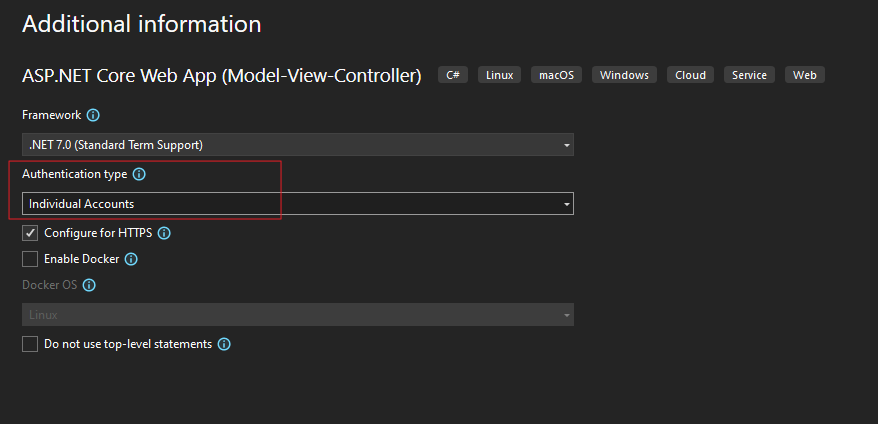 Additional information
ASP.NET Core Web App (Model-View-Controller) C# Linux macOS Windows Cloud Service Web
Framework
.NET 7.0 (Standard Term Support)
Authentication type
Individual Accounts
Configure for HTTPS
Enable Docker
Docker OS
Linux
Do not use top-level statements